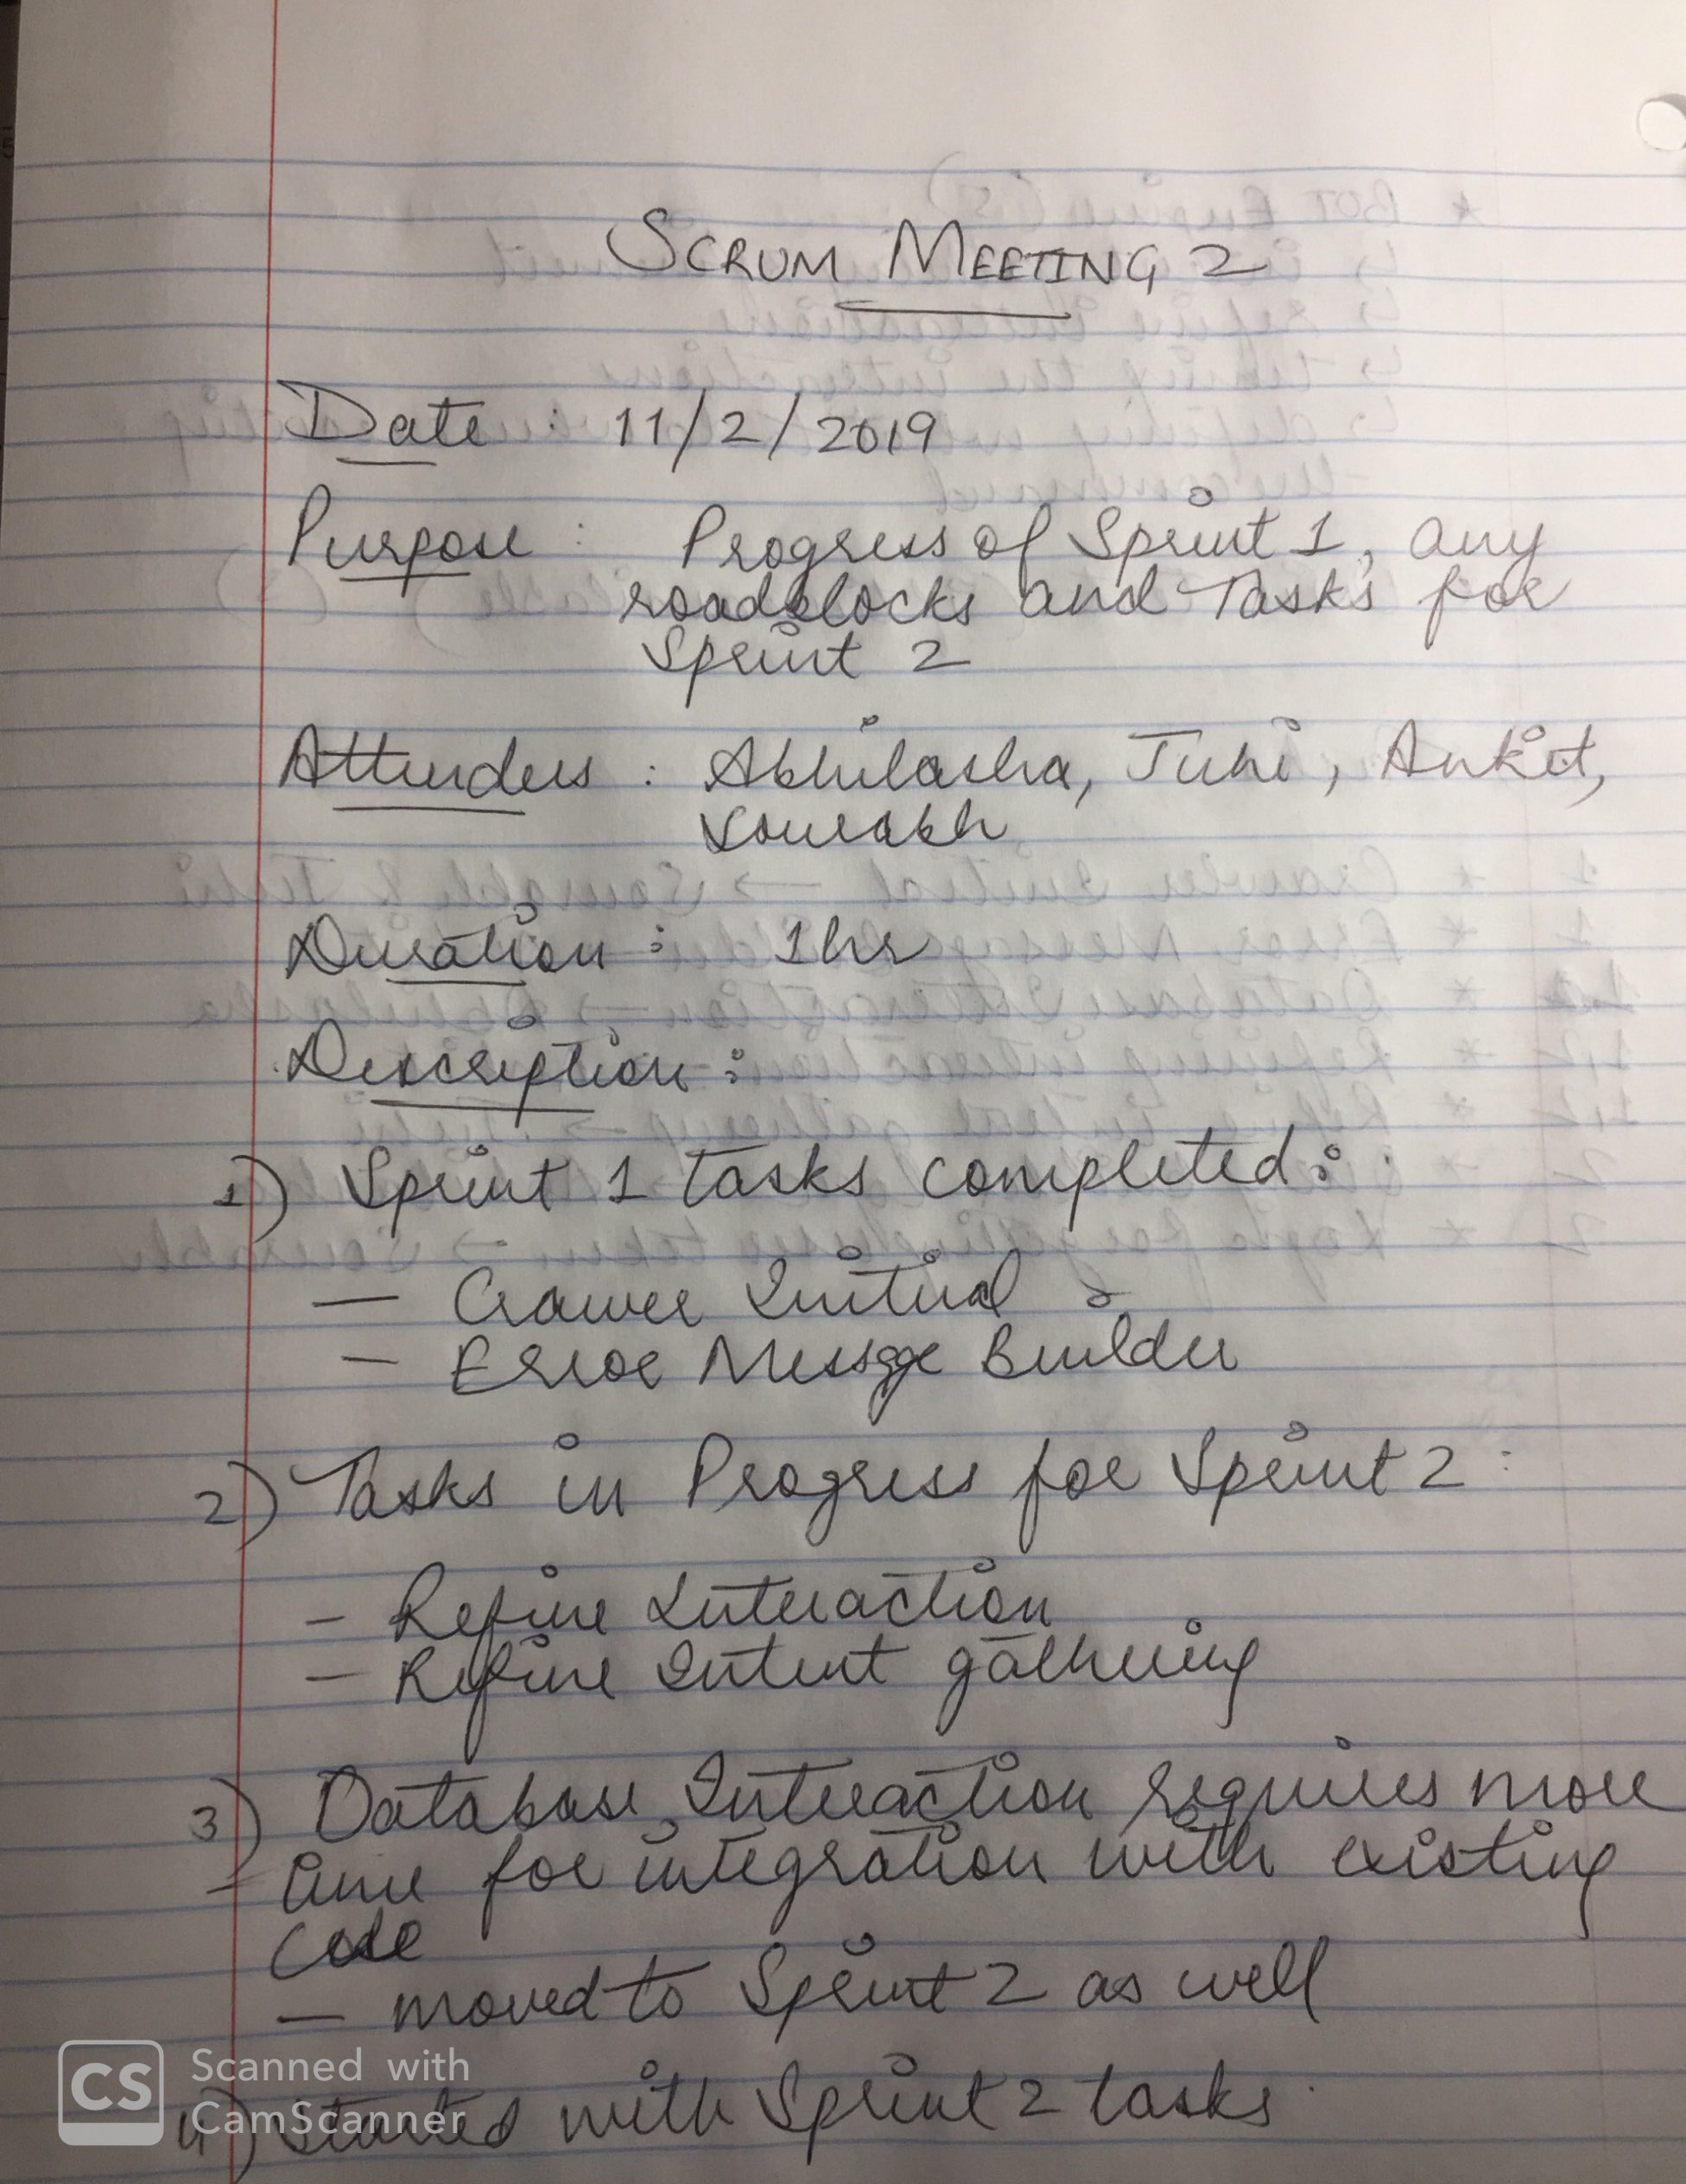 SCRUM MEETING 2
Date : 11/2/2019
Purpose : Progress of Sprint 1, any
roadblocks and Tasks for
Sprint 2
Attenders : Abhilasha, Juhi, Ankit,
Sourabh
Duration : 1hr
Description :
1) Sprint 1 tasks completed :
— Crawler Initial
— Error Message Builder
2) Tasks in Progress for Sprint 2 :
- Refine Interaction
- Refine Intent gathering
3) Database Interaction requires more
- time for integration with existing
code
— moved to Sprint 2 as well
4) Started with Sprint 2 tasks.
CS Scanned with
CamScanner